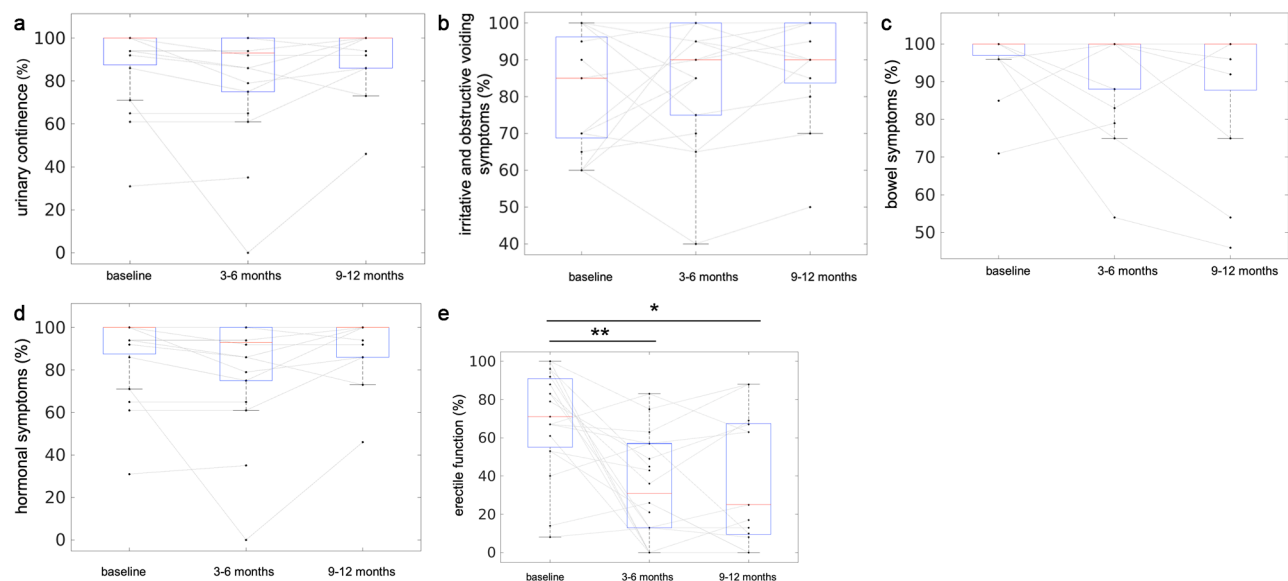 a
urinary continence (%)
100
80
60
40
20
0
baseline 3-6 months 9-12 months
b
irritative and obstructive voiding
symptoms (%)
100
90
80
70
60
50
40
baseline 3-6 months 9-12 months
c
bowel symptoms (%)
100
90
80
70
60
50
baseline 3-6 months 9-12 months
d
hormonal symptoms (%)
100
80
60
40
20
0
baseline 3-6 months 9-12 months
e
*
**
erectile function (%)
100
80
60
40
20
0
baseline 3-6 months 9-12 months